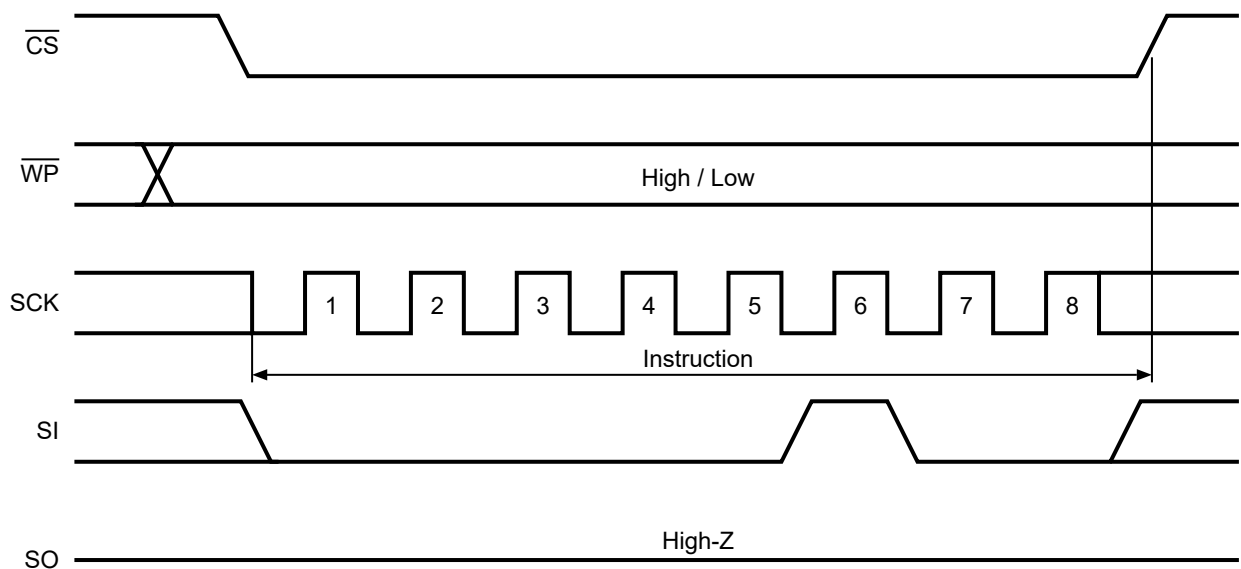 CS
WP
High / Low
SCK
1 2 3 4 5 6 7 8
Instruction
SI
High-Z
SO